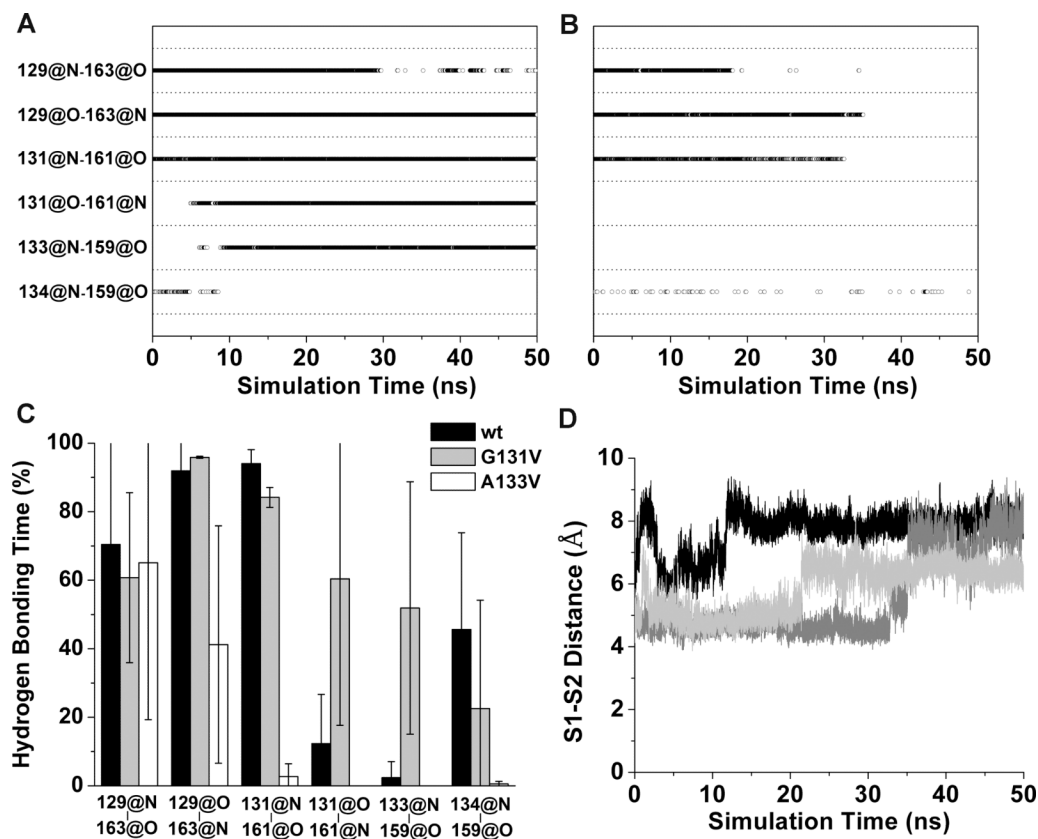 A
B
129@N-163@O
129@O-163@N
131@N-161@O
131@O-161@N
133@N-159@O
134@N-159@O
0 10 20 30 40 50
Simulation Time (ns)
0 10 20 30 40 50
Simulation Time (ns)
C
Hydrogen Bonding Time (%)
100
80
60
40
20
0
wt
G131V
A133V
129@N 129@O 131@N 131@O 133@N 134@N
163@O 163@N 161@O 161@N 159@O 159@O
D
S1-S2 Distance (Å)
10
8
6
4
2
0
0 10 20 30 40 50
Simulation Time (ns)